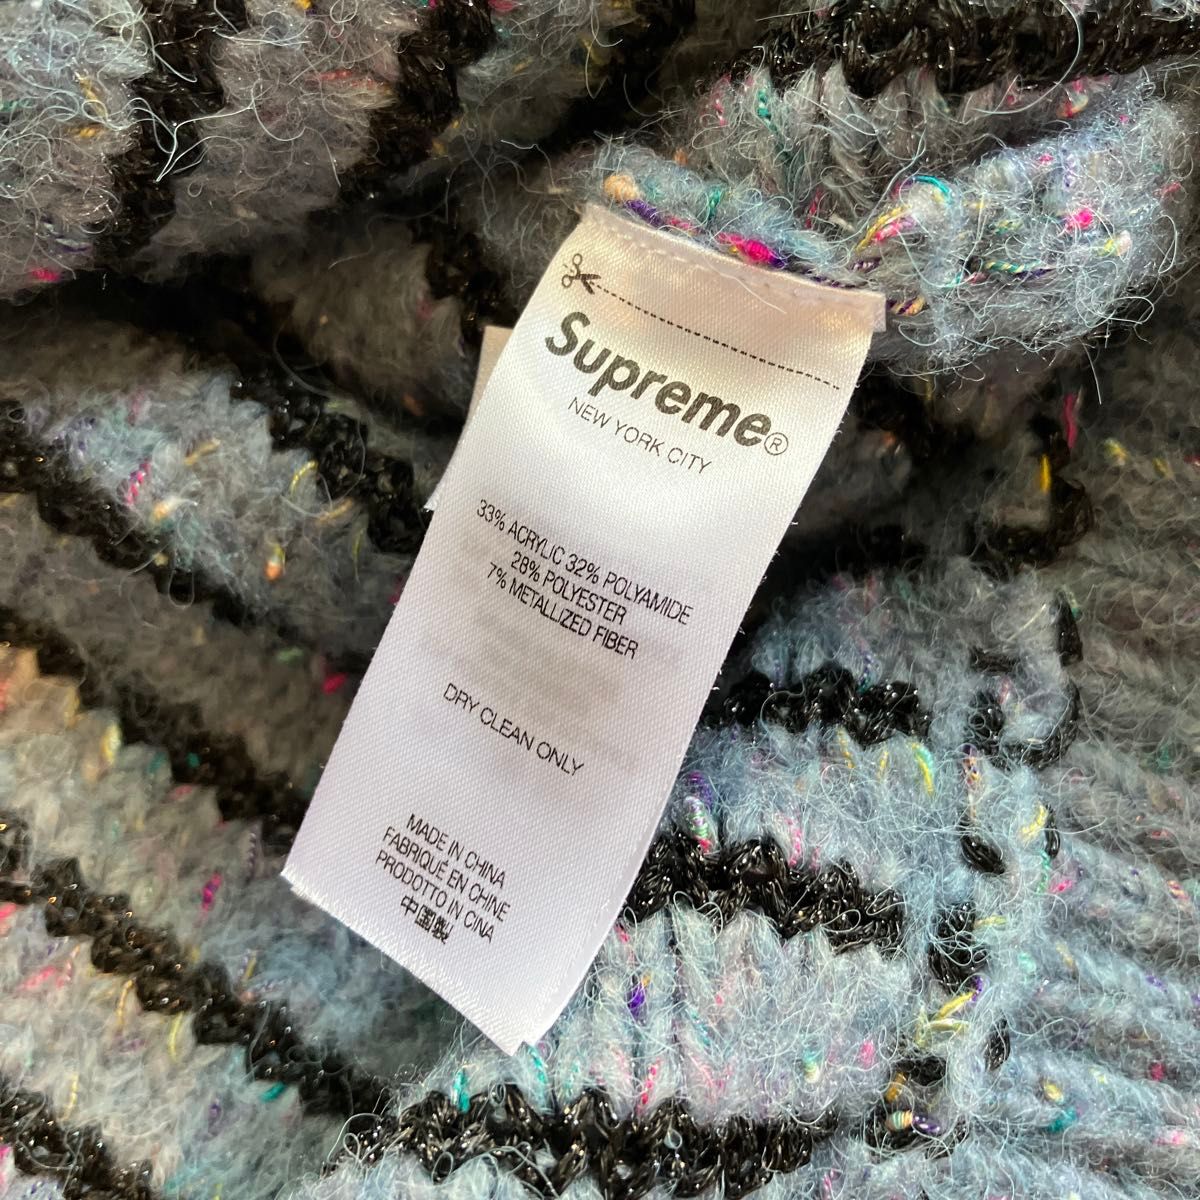 Supreme®
NEW YORK CITY
33% ACRYLIC 32% POLYAMIDE
28% POLYESTER
7% METALLIZED FIBER
DRY CLEAN ONLY
MADE IN CHINA
FABRIQUÉ EN CHINE
PRODOTTO IN CINA
中国製